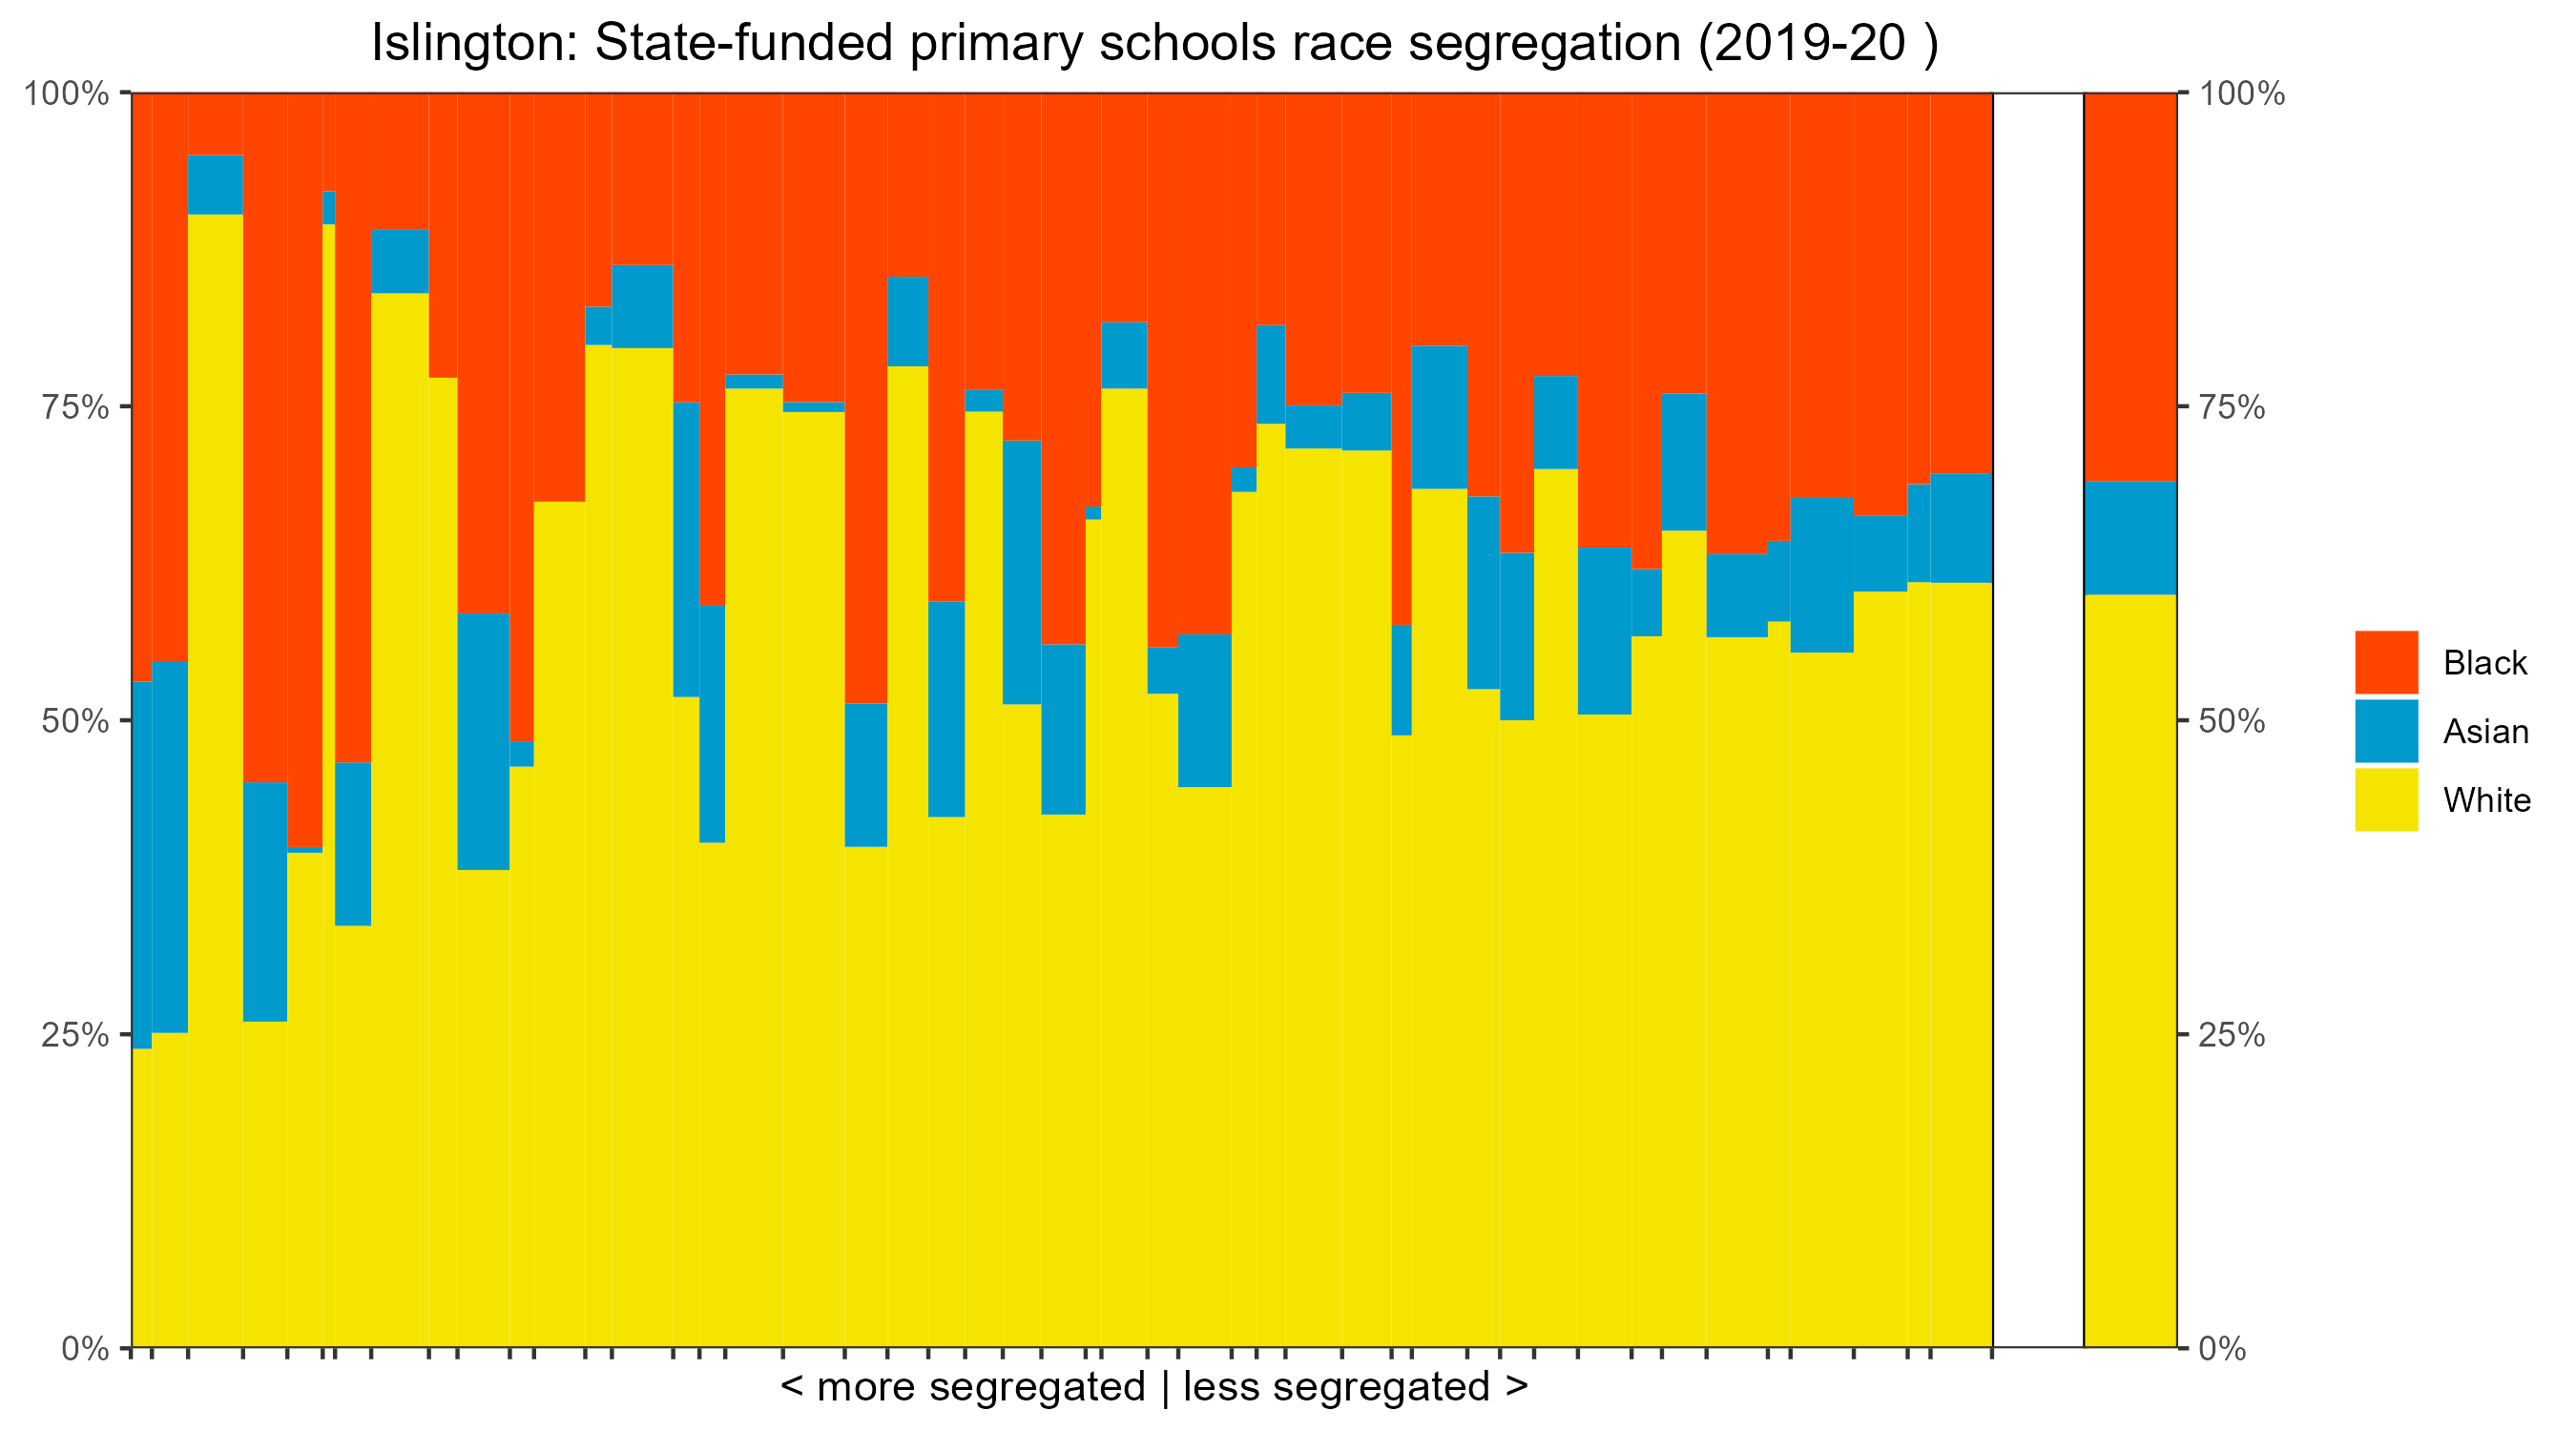 Islington: State-funded primary schools race segregation (2019-20 )
100%
75%
50%
25%
0%
100%
75%
50%
25%
0%
Black
Asian
White
< more segregated | less segregated >